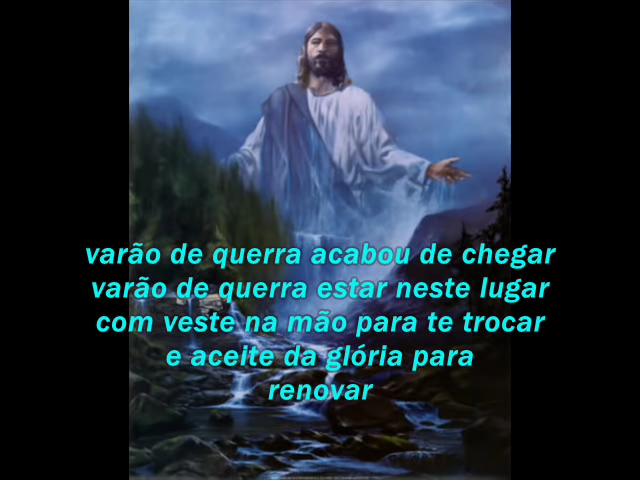 varão de querra acabou de chegar
varão de querra estar neste lugar
com veste na mão para te trocar
e aceite da glória para
renovar